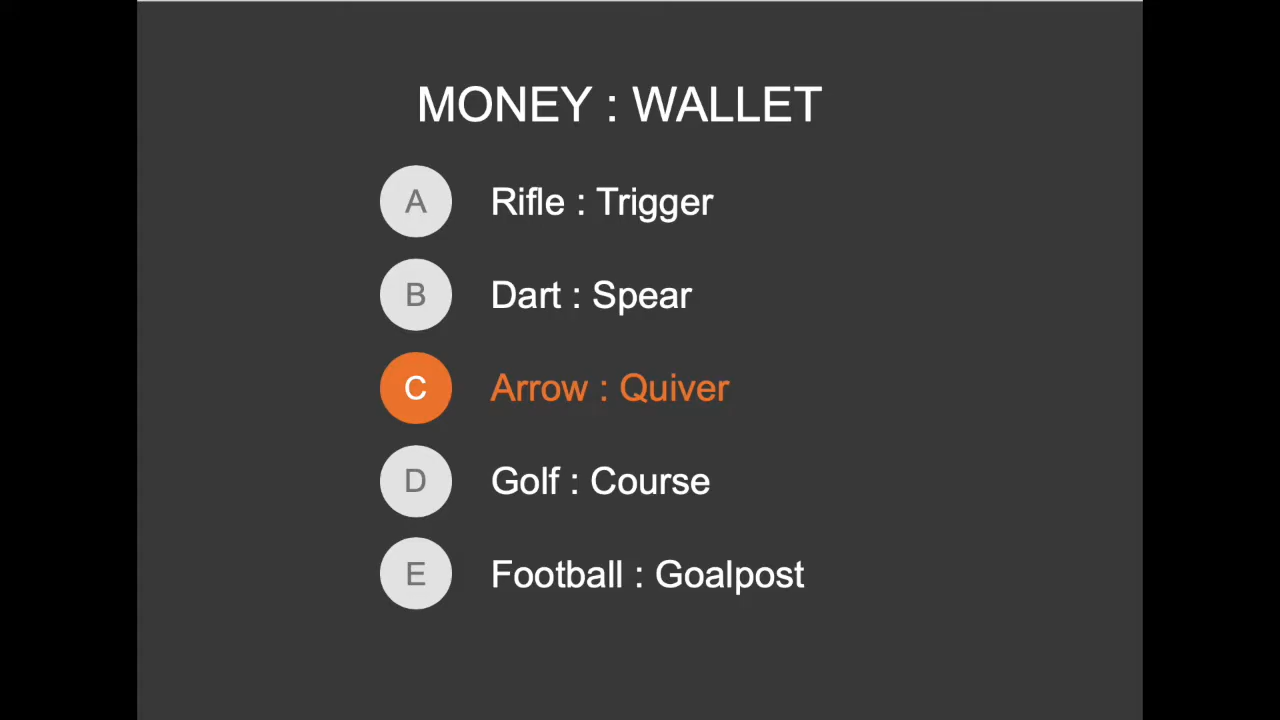 MONEY : WALLET
A Rifle : Trigger
B Dart : Spear
C Arrow : Quiver
D Golf : Course
E Football : Goalpost